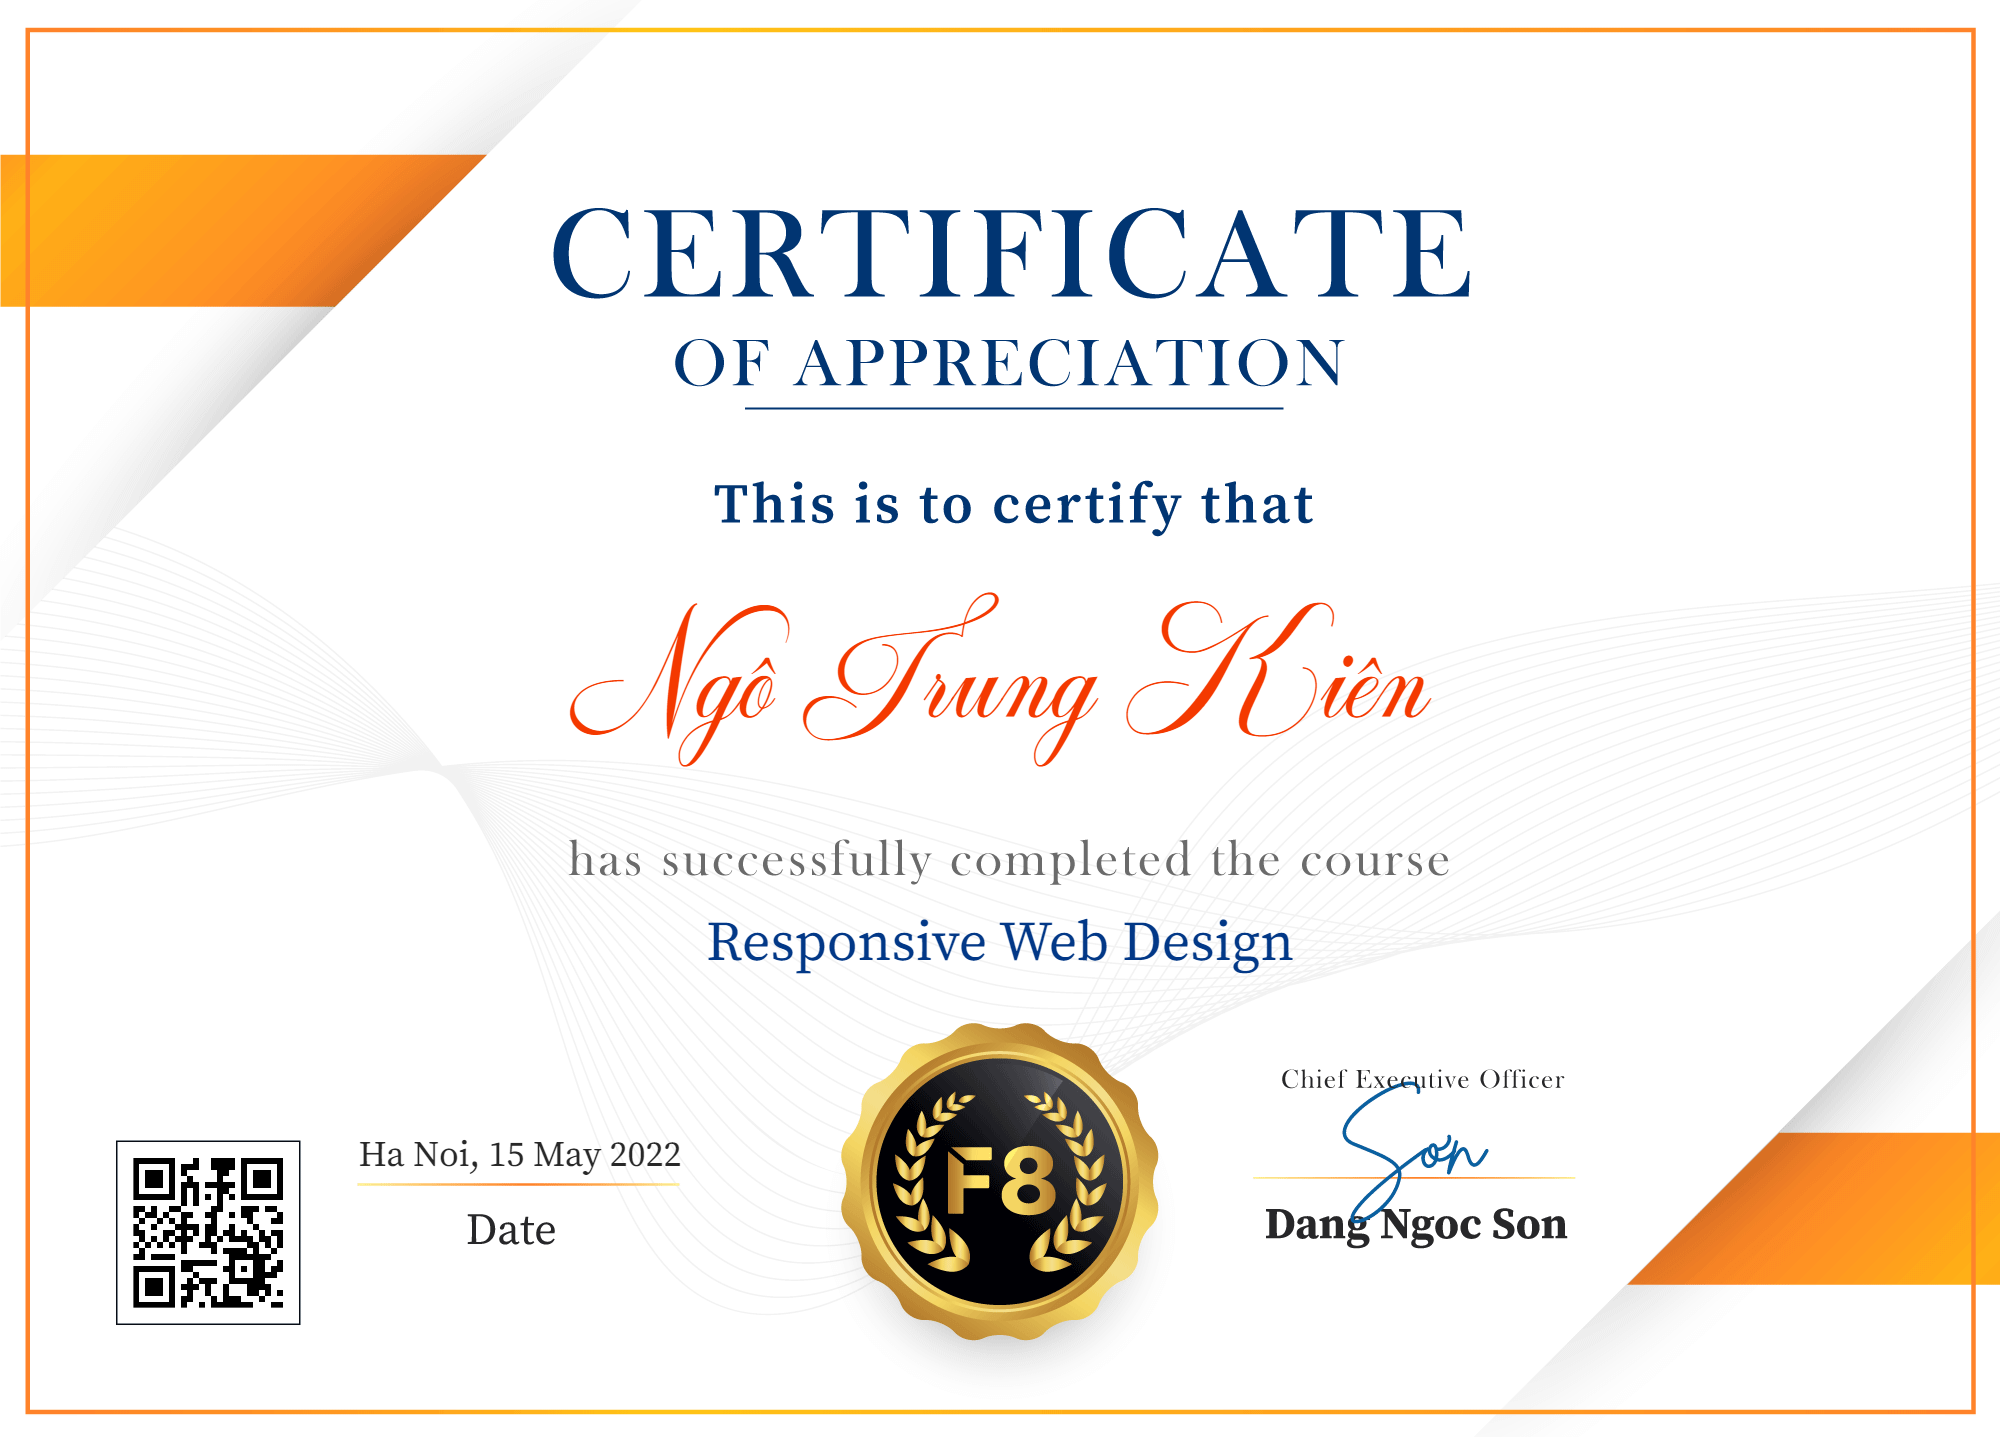 CERTIFICATE
OF APPRECIATION
This is to certify that
Ngô Trung Kiên
has successfully completed the course
Responsive Web Design
Ha Noi, 15 May 2022
Date
F8
Chief Executive Officer
Son
Dang Ngoc Son